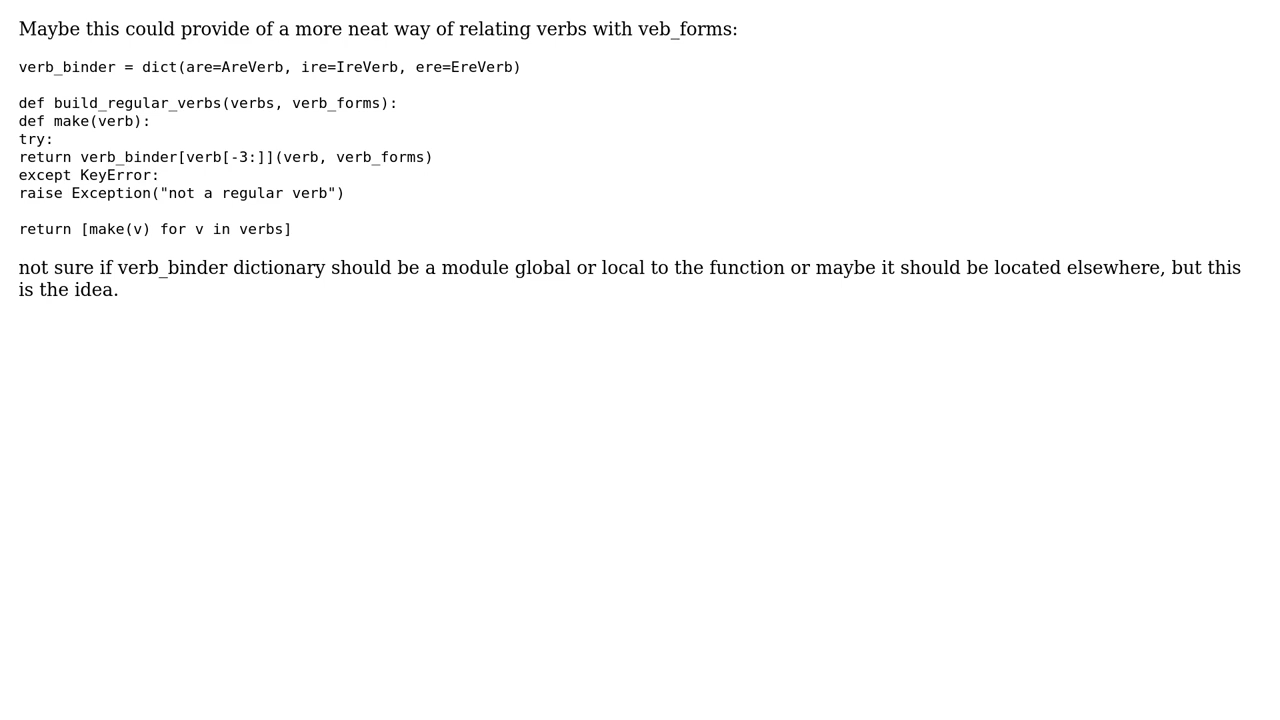 Maybe this could provide of a more neat way of relating verbs with veb_forms:
verb_binder = dict(are=AreVerb, ire=IreVerb, ere=EreVerb)
def build_regular_verbs(verbs, verb_forms):
def make(verb):
try:
return verb_binder[verb[-3:]](verb, verb_forms)
except KeyError:
raise Exception("not a regular verb")
return [make(v) for v in verbs]
not sure if verb_binder dictionary should be a module global or local to the function or maybe it should be located elsewhere, but this
is the idea.